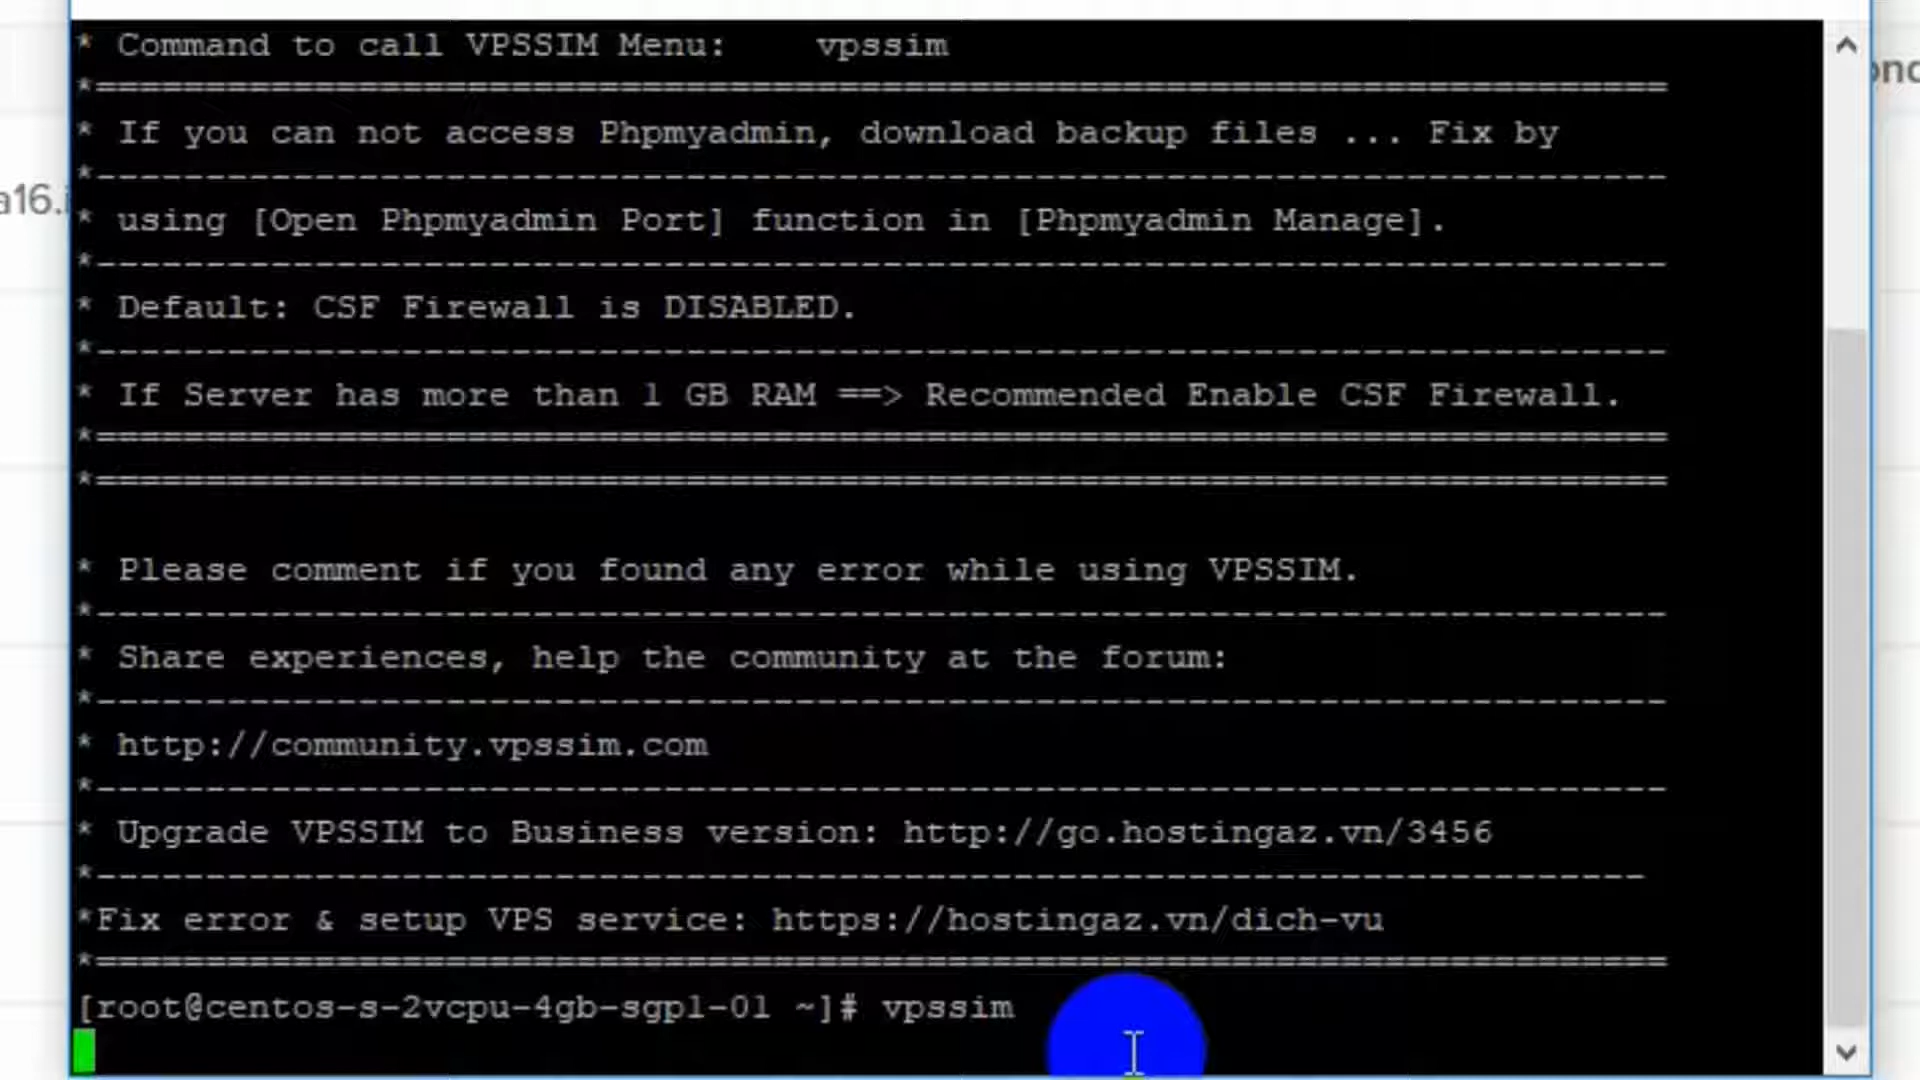 * Command to call VPSSIM Menu:    vpssim
*========================================================================
* If you can not access Phpmyadmin, download backup files ... Fix by
*------------------------------------------------------------------------
* using [Open Phpmyadmin Port] function in [Phpmyadmin Manage].
*------------------------------------------------------------------------
* Default: CSF Firewall is DISABLED.
*------------------------------------------------------------------------
* If Server has more than 1 GB RAM ==> Recommended Enable CSF Firewall.
*========================================================================
*========================================================================
* Please comment if you found any error while using VPSSIM.
*------------------------------------------------------------------------
* Share experiences, help the community at the forum:
*------------------------------------------------------------------------
* http://community.vpssim.com
*------------------------------------------------------------------------
* Upgrade VPSSIM to Business version: http://go.hostingaz.vn/3456
*-----------------------------------------------------------------------
*Fix error & setup VPS service: https://hostingaz.vn/dich-vu
*========================================================================
[root@centos-s-2vcpu-4gb-sgp1-01 ~]# vpssim